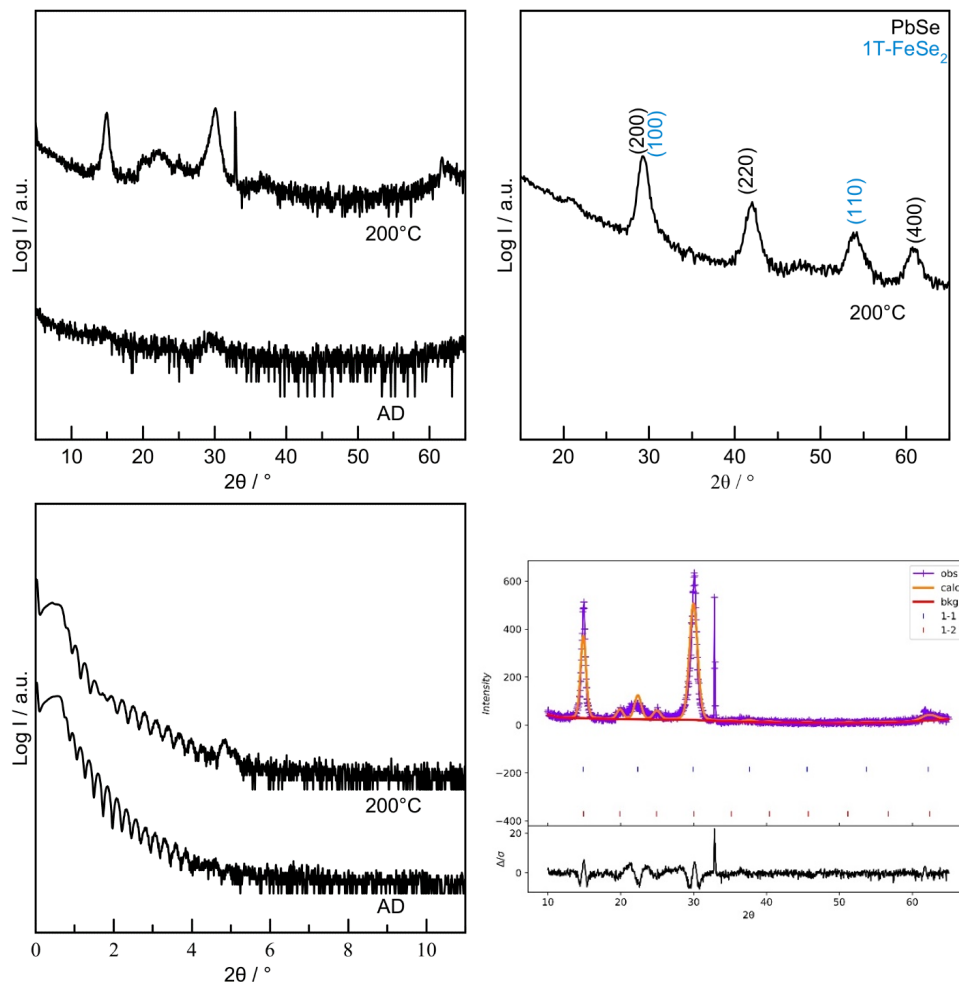 Log I / a.u.
200°C
AD
10 20 30 40 50 60
2θ / °
PbSe
1T-FeSe₂
Log I / a.u.
(200)
(100)
(220)
(110)
(400)
200°C
20 30 40 50 60
2θ / °
Log I / a.u.
200°C
AD
0 2 4 6 8 10
2θ / °
obs
calc
bkg
1-1
1-2
Intensity
600
400
200
0
−200
−400
Δ/σ
20
0
10 20 30 40 50 60
2θ